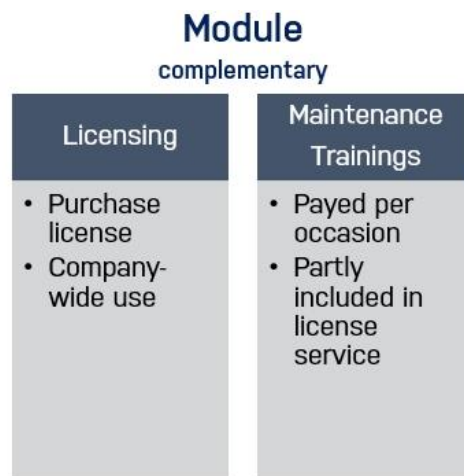 Module
complementary
Licensing
• Purchase
license
• Company-
wide use
Maintenance
Trainings
• Payed per
occasion
• Partly
included in
license
service